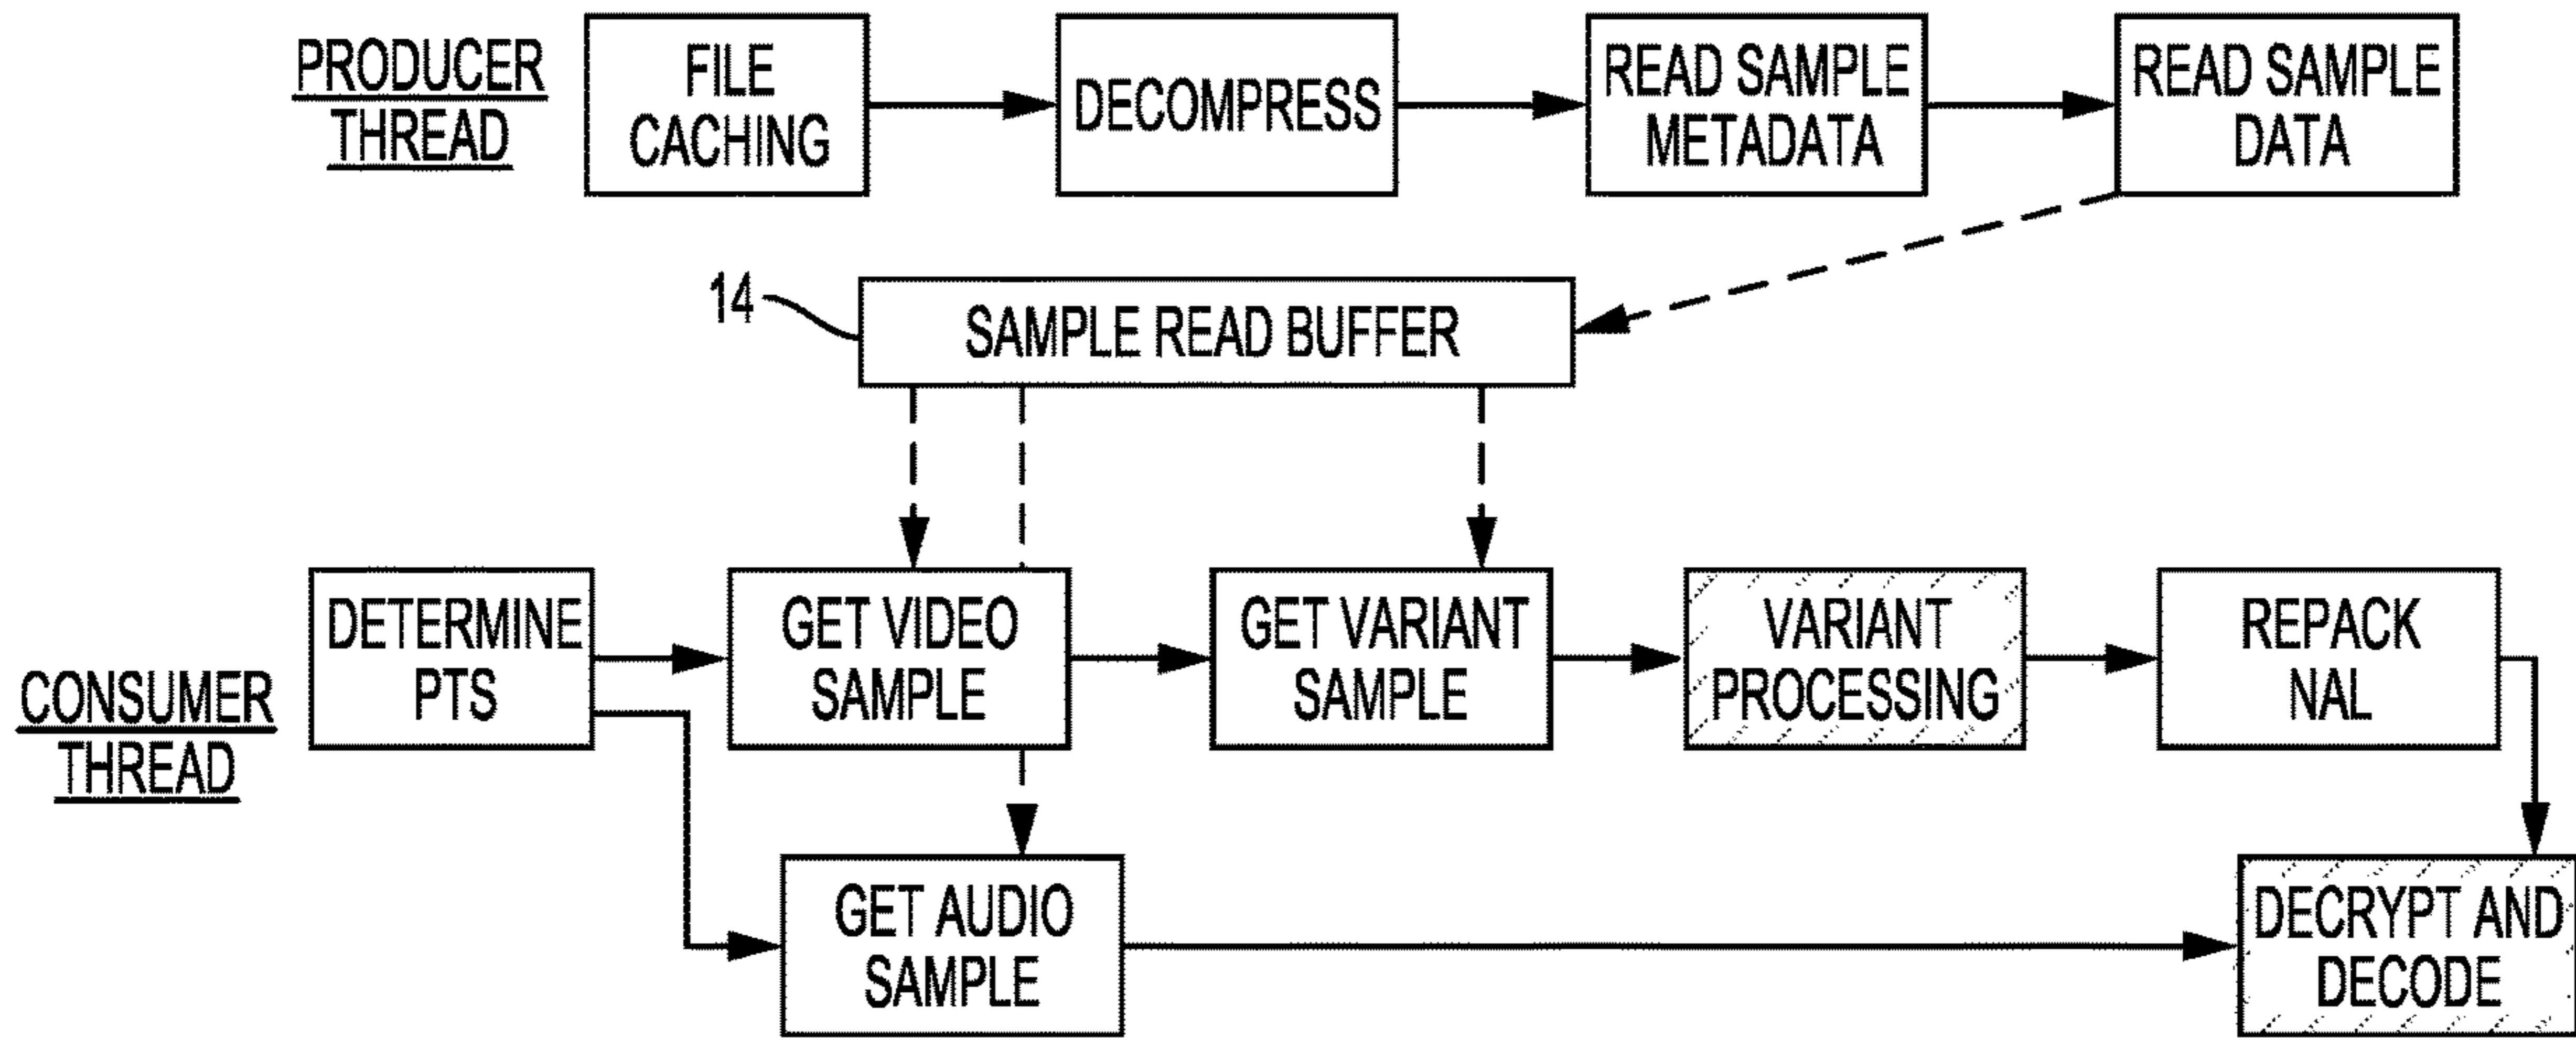 PRODUCER
THREAD
FILE
CACHING
DECOMPRESS
READ SAMPLE
METADATA
READ SAMPLE
DATA
14
SAMPLE READ BUFFER
CONSUMER
THREAD
DETERMINE
PTS
GET VIDEO
SAMPLE
GET VARIANT
SAMPLE
VARIANT
PROCESSING
REPACK
NAL
GET AUDIO
SAMPLE
DECRYPT AND
DECODE